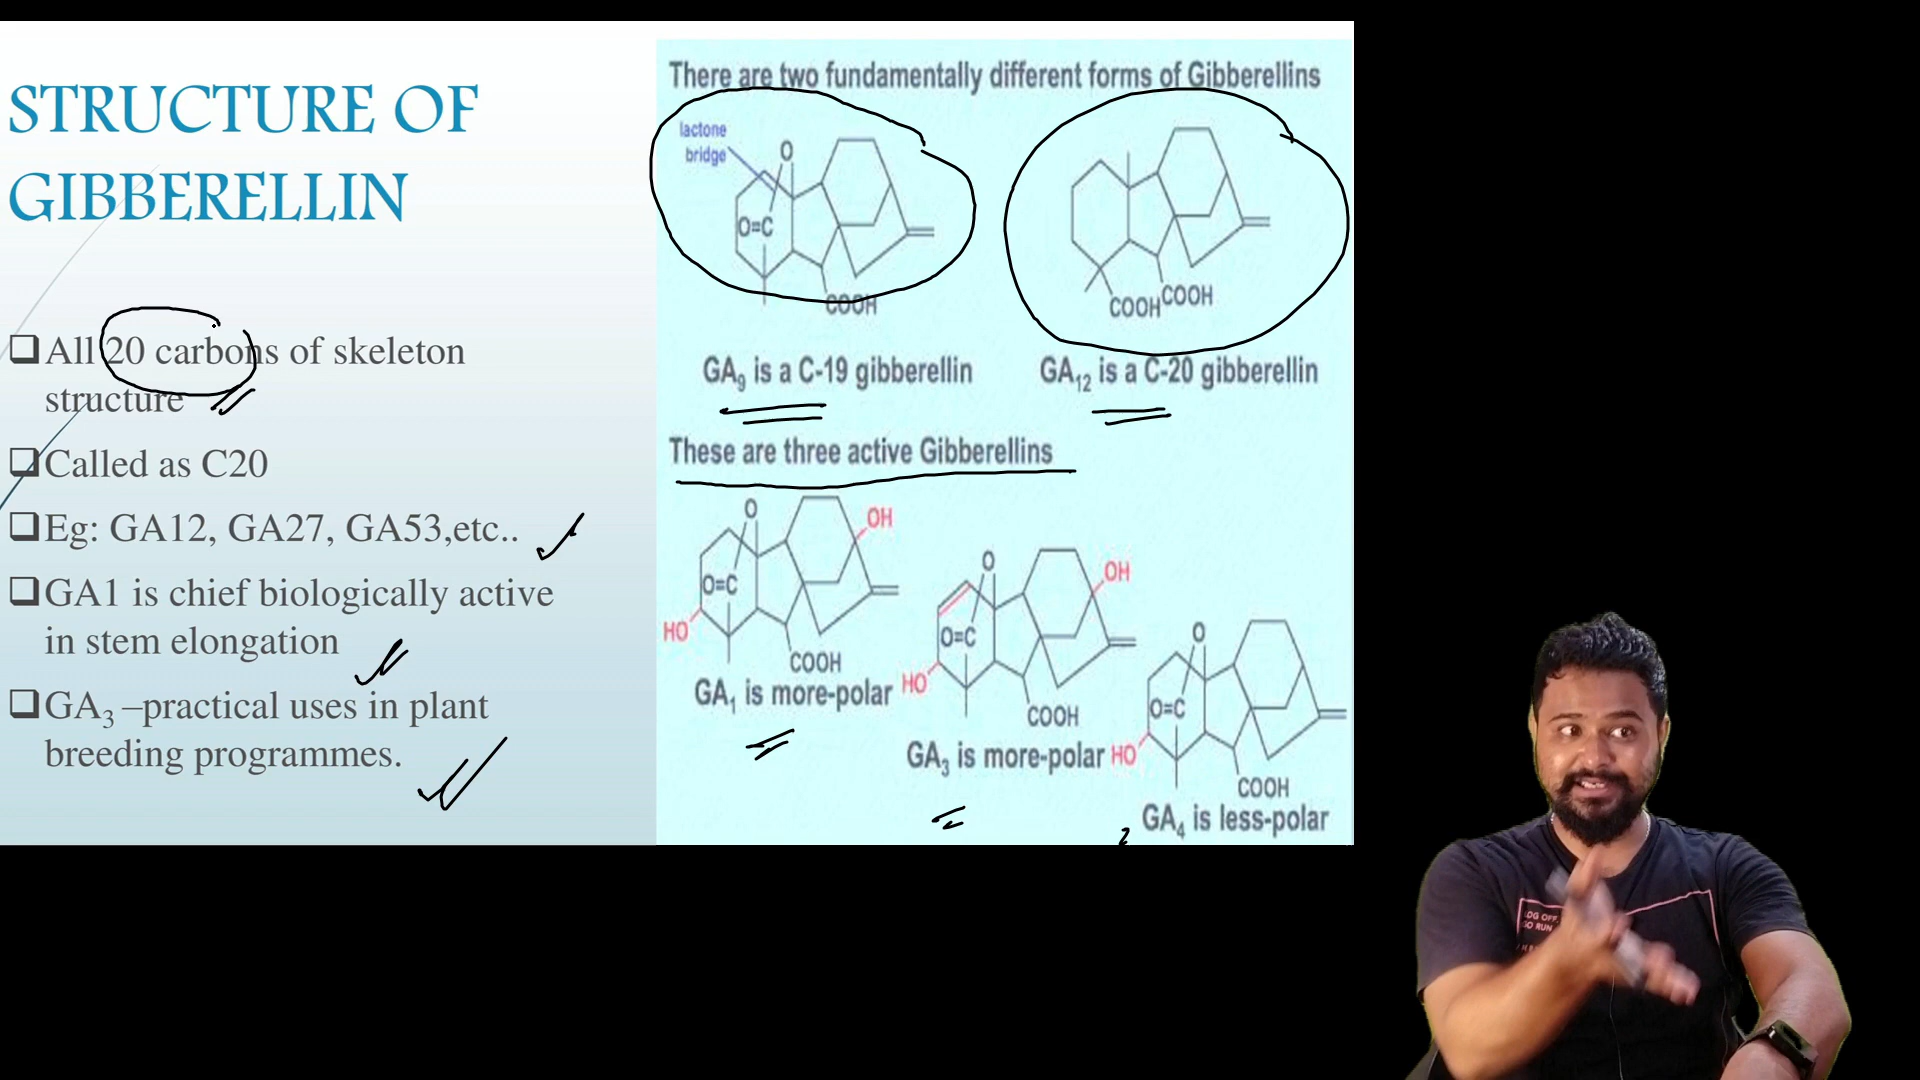 STRUCTURE OF
GIBBERELLIN
All 20 carbons of skeleton
structure
Called as C20
Eg: GA12, GA27, GA53,etc..
GA1 is chief biologically active
in stem elongation
GA₃ –practical uses in plant
breeding programmes.
There are two fundamentally different forms of Gibberellins
lactone
bridge
O
O=C
COOH
COOH COOH
GA₉ is a C-19 gibberellin
GA₁₂ is a C-20 gibberellin
These are three active Gibberellins
O
OH
O=C
HO
COOH
GA₁ is more-polar
O
OH
O=C
HO
COOH
GA₃ is more-polar
O
O=C
HO
COOH
GA₄ is less-polar
LOG OFF.
GO RUN